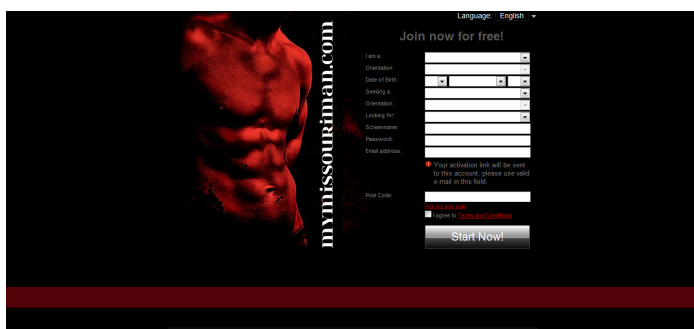 Language: English
Join now for free!
mymissouriman.com
I am a:
Orientation:
Date of Birth:
Seeking a:
Orientation:
Looking for:
Screenname:
Password:
Email address:
Your activation link will be sent
to this account, please use valid
e-mail in this field.
Post Code:
I agree to Terms and Conditions
Start Now!